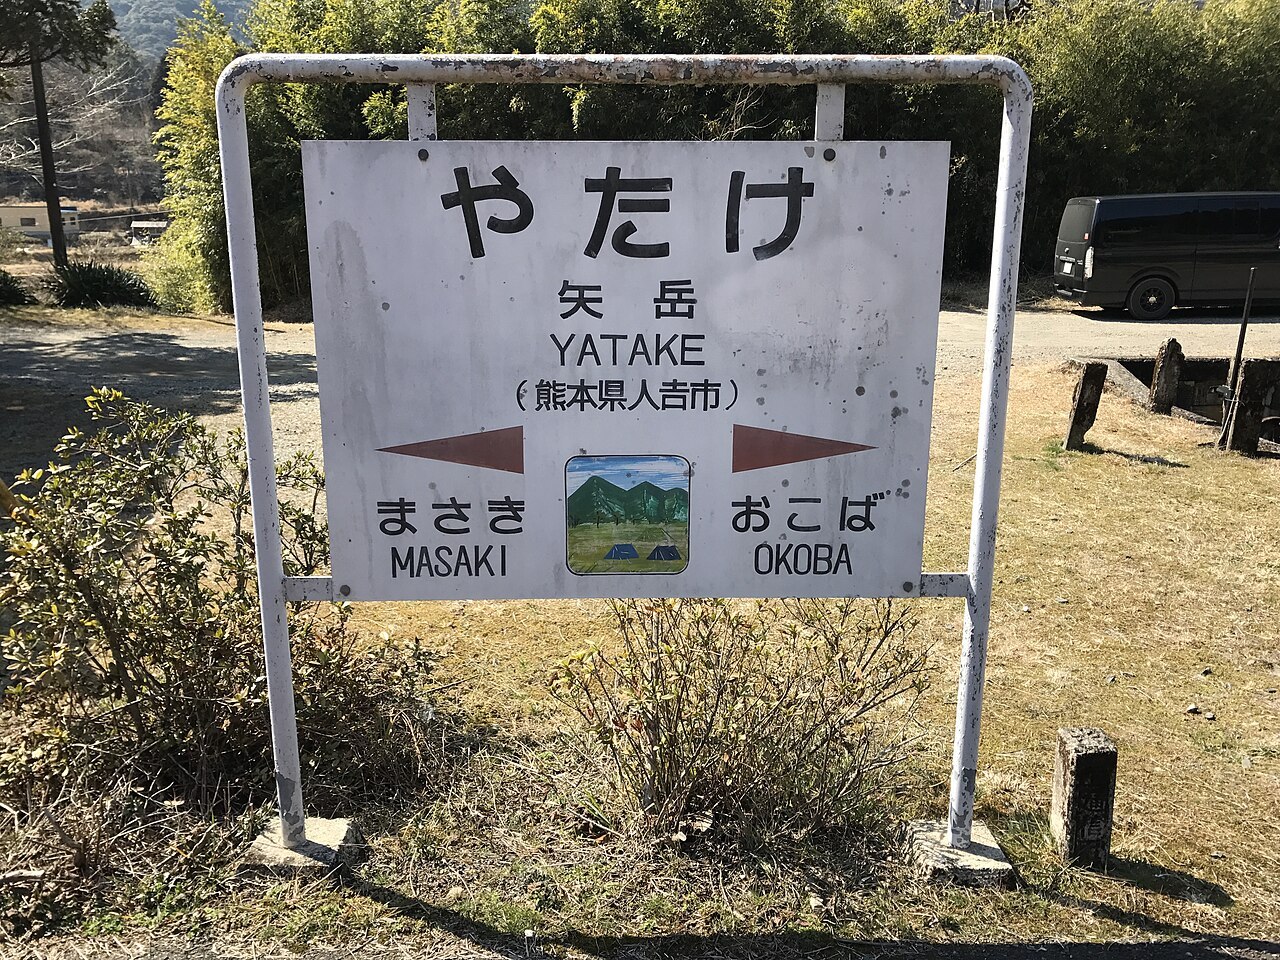 やたけ
矢岳
YATAKE
（熊本県人吉市）
まさき おこば
MASAKI OKOBA